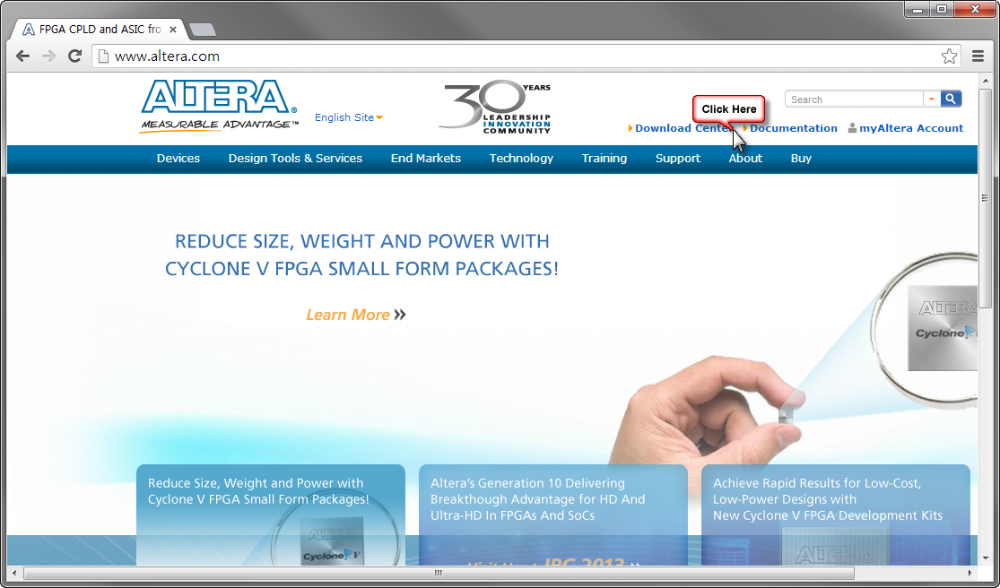 FPGA CPLD and ASIC fro
www.altera.com
ALTERA®
MEASURABLE ADVANTAGE™
English Site
30 YEARS
LEADERSHIP
INNOVATION
COMMUNITY
Click Here
Search
Download Center
Documentation
myAltera Account
Devices
Design Tools & Services
End Markets
Technology
Training
Support
About
Buy
REDUCE SIZE, WEIGHT AND POWER WITH
CYCLONE V FPGA SMALL FORM PACKAGES!
Learn More »
ALTERA
Cyclone
Reduce Size, Weight and Power with
Cyclone V FPGA Small Form Packages!
ALTERA
Cyclone V
Altera's Generation 10 Delivering
Breakthough Advantage for HD And
Ultra-HD In FPGAs And SoCs
IBC 2013 »
Achieve Rapid Results for Low-Cost,
Low-Power Designs with
New Cyclone V FPGA Development Kits
ALTERA